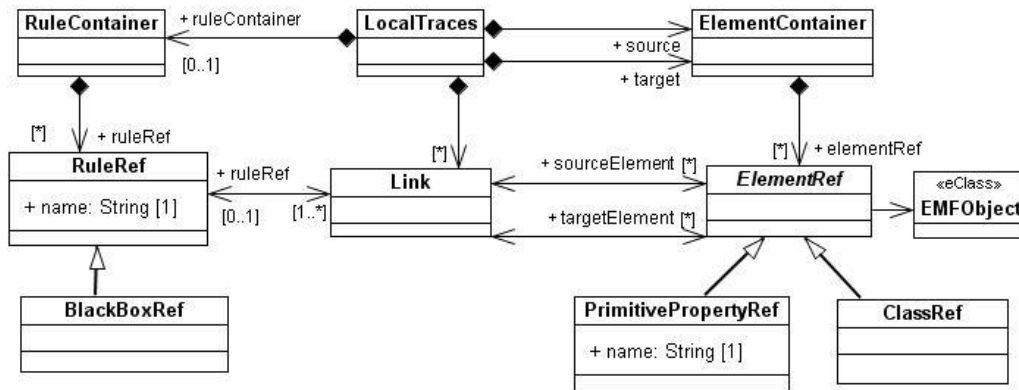 RuleContainer
+ ruleContainer
[0..1]
LocalTraces
+ source
+ target
ElementContainer
[*]
+ ruleRef
[*]
[*]
+ elementRef
RuleRef
+ name: String [1]
+ ruleRef
[0..1]
[1..*]
Link
+ sourceElement [*]
+ targetElement [*]
ElementRef
«eClass»
EMFObject
BlackBoxRef
PrimitivePropertyRef
+ name: String [1]
ClassRef